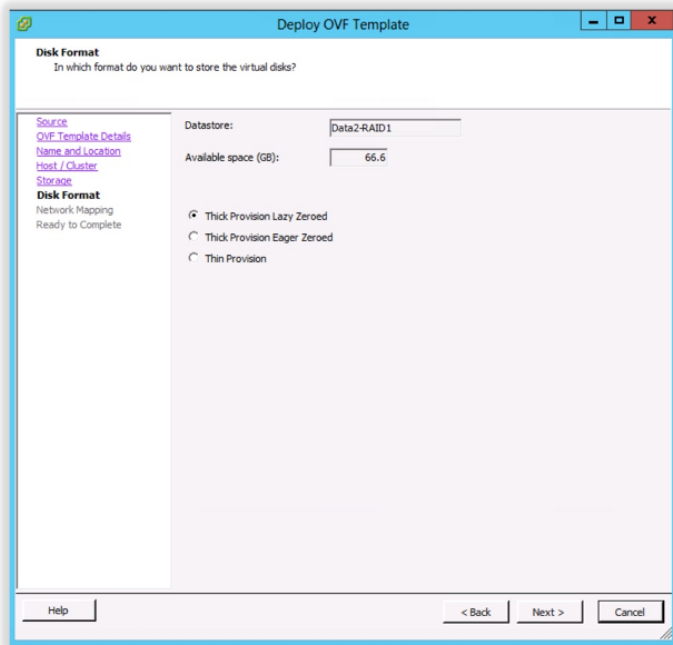 Deploy OVF Template
Disk Format
In which format do you want to store the virtual disks?
Source
OVF Template Details
Name and Location
Host / Cluster
Storage
Disk Format
Network Mapping
Ready to Complete
Datastore: Data2-RAID1
Available space (GB): 66.6
Thick Provision Lazy Zeroed
Thick Provision Eager Zeroed
Thin Provision
Help < Back Next > Cancel